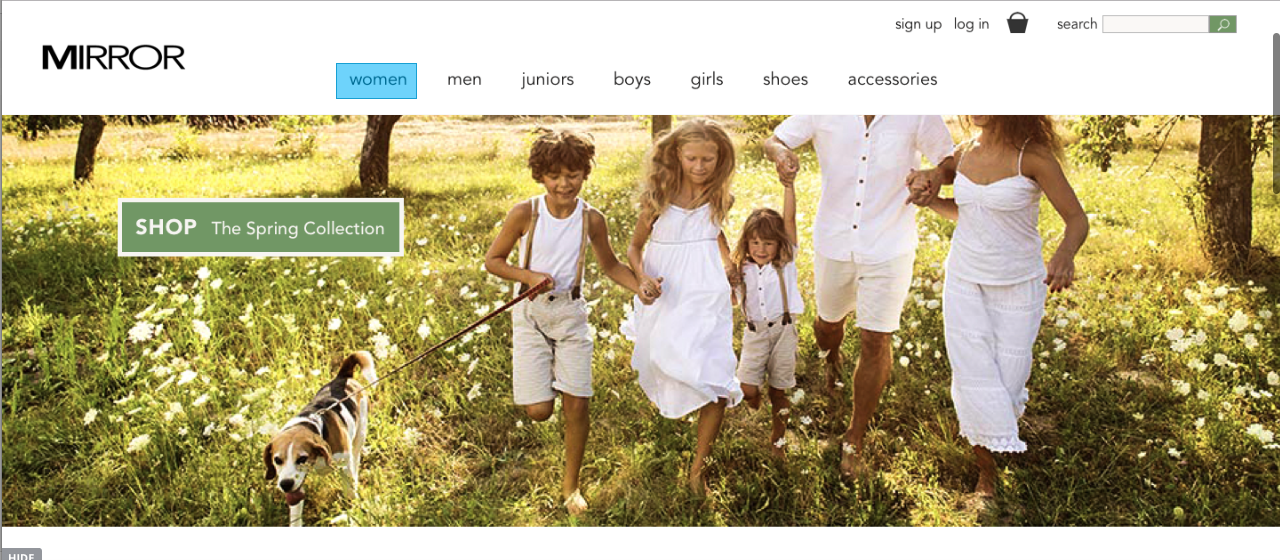 sign up log in search
MIRROR
women men juniors boys girls shoes accessories
SHOP The Spring Collection
HIDE